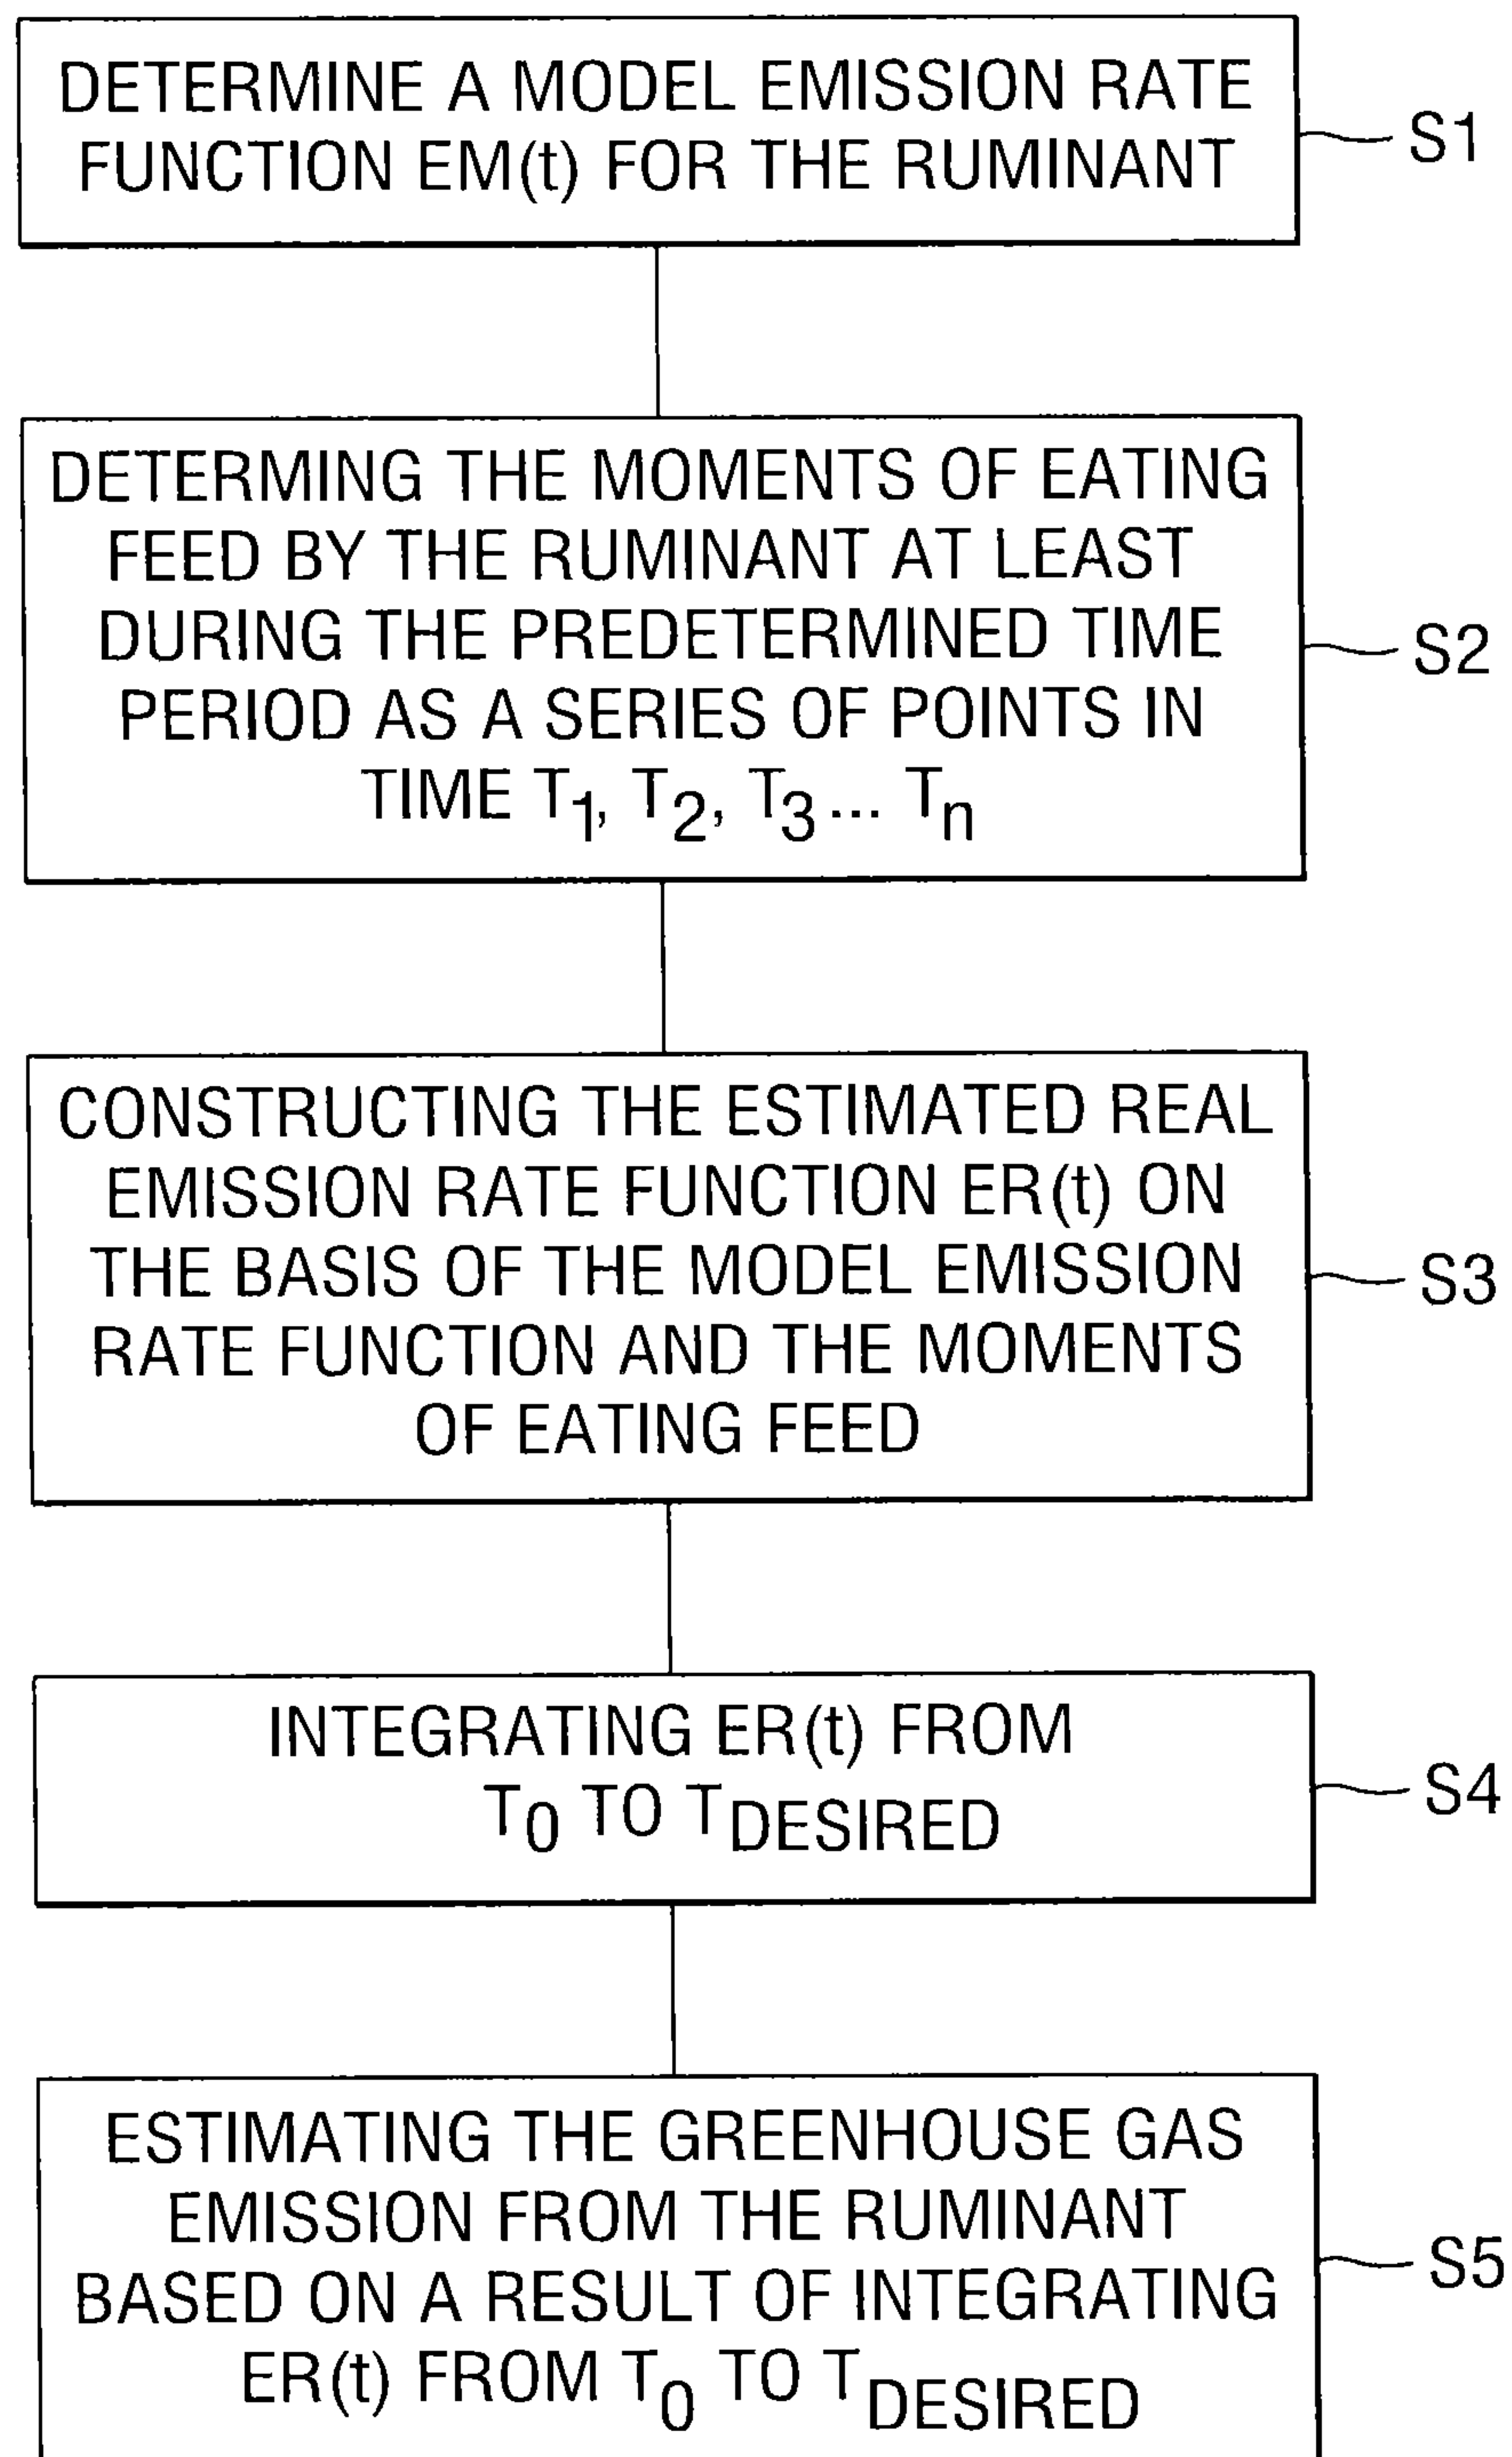 DETERMINE A MODEL EMISSION RATE
FUNCTION EM(t) FOR THE RUMINANT
S1
DETERMING THE MOMENTS OF EATING
FEED BY THE RUMINANT AT LEAST
DURING THE PREDETERMINED TIME
PERIOD AS A SERIES OF POINTS IN
TIME T1, T2, T3... Tn
S2
CONSTRUCTING THE ESTIMATED REAL
EMISSION RATE FUNCTION ER(t) ON
THE BASIS OF THE MODEL EMISSION
RATE FUNCTION AND THE MOMENTS
OF EATING FEED
S3
INTEGRATING ER(t) FROM
T0 TO TDESIRED
S4
ESTIMATING THE GREENHOUSE GAS
EMISSION FROM THE RUMINANT
BASED ON A RESULT OF INTEGRATING
ER(t) FROM T0 TO TDESIRED
S5